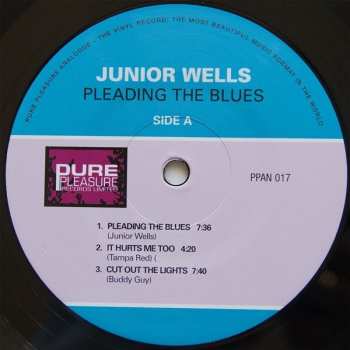 PURE PLEASURE ANALOGUE - THE VINYL RECORD; THE MOST BEAUTIFUL MUSIC FORMAT IN THE WORLD
JUNIOR WELLS
PLEADING THE BLUES
SIDE A
PURE
PLEASURE
RECORDS LIMITED
PPAN 017
1. PLEADING THE BLUES 7:36
(Junior Wells)
2. IT HURTS ME TOO 4:20
(Tampa Red) (
3. CUT OUT THE LIGHTS 7:40
(Buddy Guy)